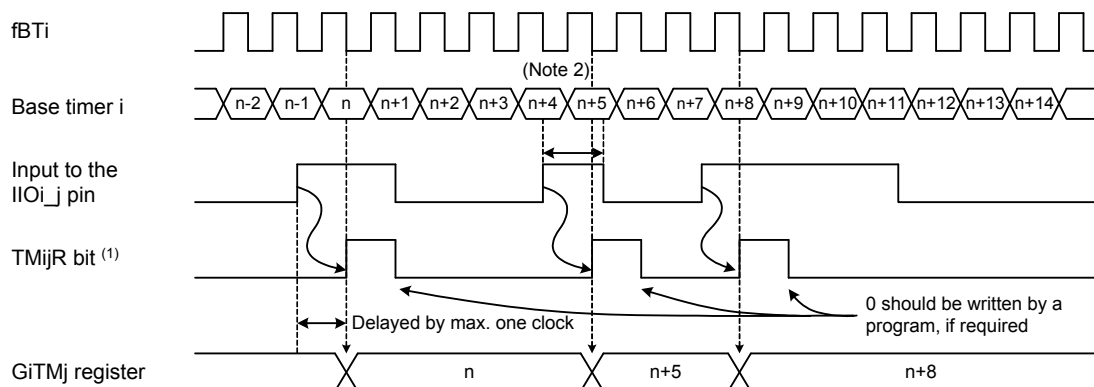 fBTi
(Note 2)
Base timer i
n-2 n-1 n n+1 n+2 n+3 n+4 n+5 n+6 n+7 n+8 n+9 n+10 n+11 n+12 n+13 n+14
Input to the
IIOi_j pin
TMijR bit (1)
Delayed by max. one clock
0 should be written by a
program, if required
GiTMj register
n n+5 n+8